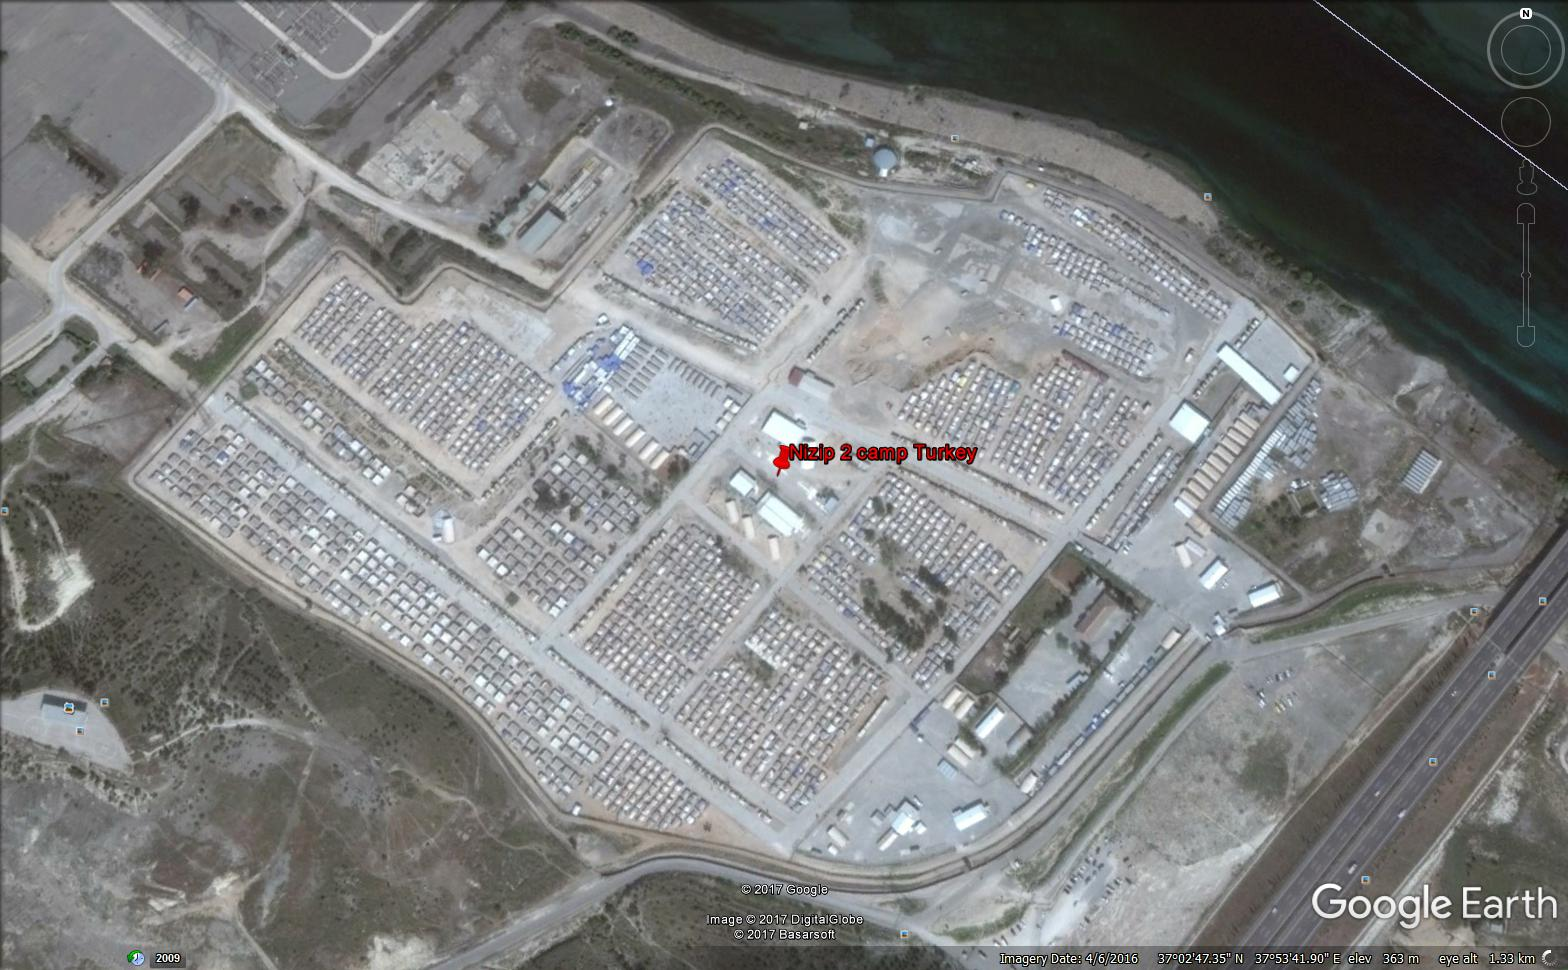 N
Nizip 2 camp Turkey
© 2017 Google
Image © 2017 DigitalGlobe
© 2017 Basarsoft
Google Earth
2009
Imagery Date: 4/6/2016 37°02'47.35" N 37°53'41.90" E elev 363 m eye alt 1.33 km